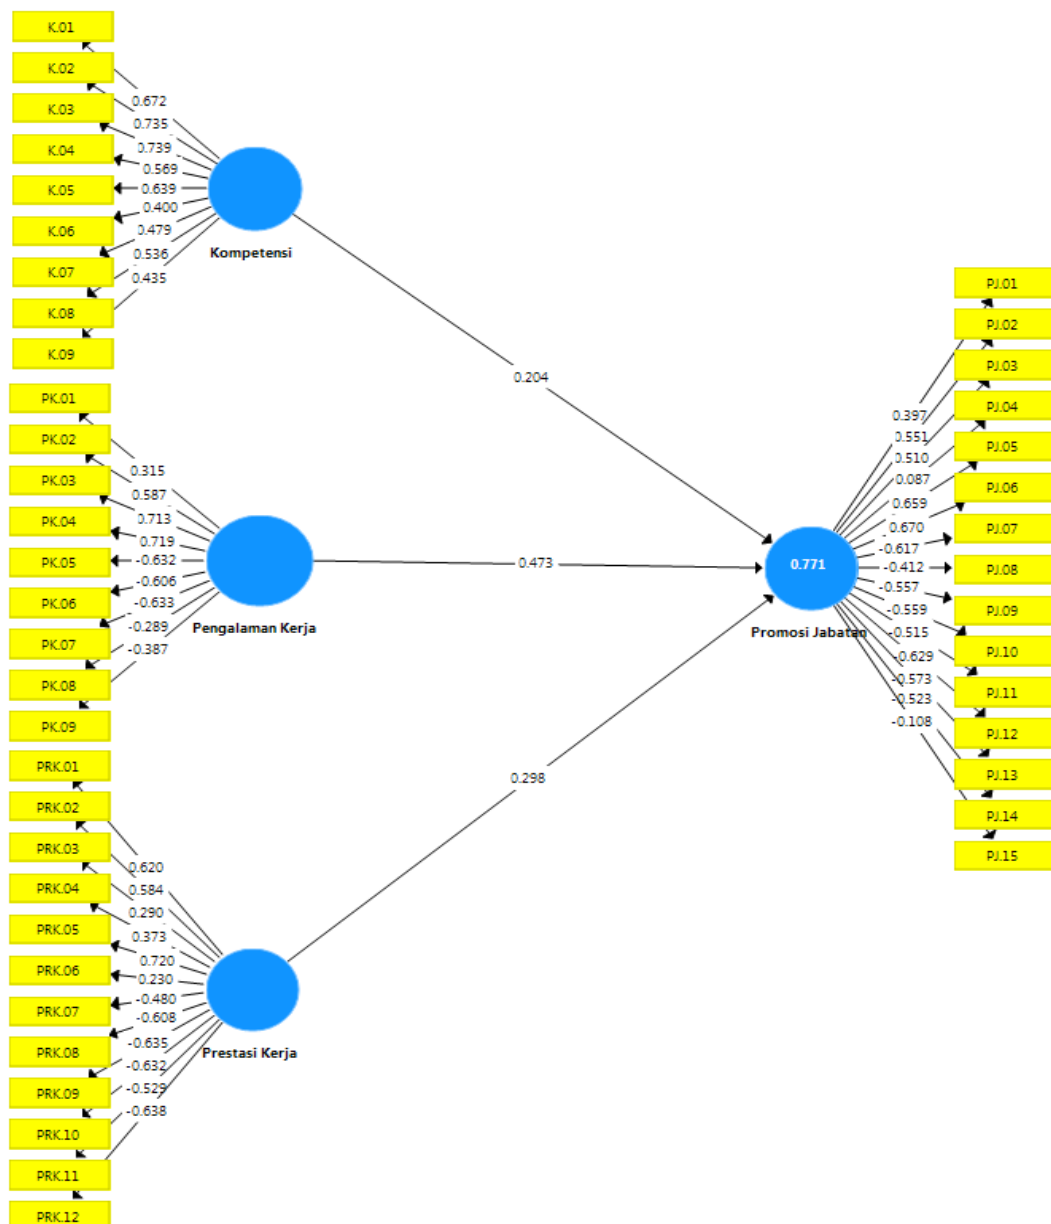 K.01
K.02
K.03
K.04
K.05
K.06
K.07
K.08
K.09
0.672
0.735
0.739
0.569
0.639
0.400
0.479
0.536
0.435
Kompetensi
0.204
PK.01
PK.02
PK.03
PK.04
PK.05
PK.06
PK.07
PK.08
PK.09
0.315
0.587
0.713
0.719
-0.632
-0.606
-0.633
-0.289
-0.387
Pengalaman Kerja
0.473
PRK.01
PRK.02
PRK.03
PRK.04
PRK.05
PRK.06
PRK.07
PRK.08
PRK.09
PRK.10
PRK.11
PRK.12
0.620
0.584
0.290
0.373
0.720
0.230
-0.480
-0.608
-0.635
-0.632
-0.529
-0.638
Prestasi Kerja
0.298
0.771
Promosi Jabatan
0.397
0.551
0.510
0.087
0.659
0.670
-0.617
-0.412
-0.557
-0.559
-0.515
-0.629
-0.573
-0.523
-0.108
PJ.01
PJ.02
PJ.03
PJ.04
PJ.05
PJ.06
PJ.07
PJ.08
PJ.09
PJ.10
PJ.11
PJ.12
PJ.13
PJ.14
PJ.15